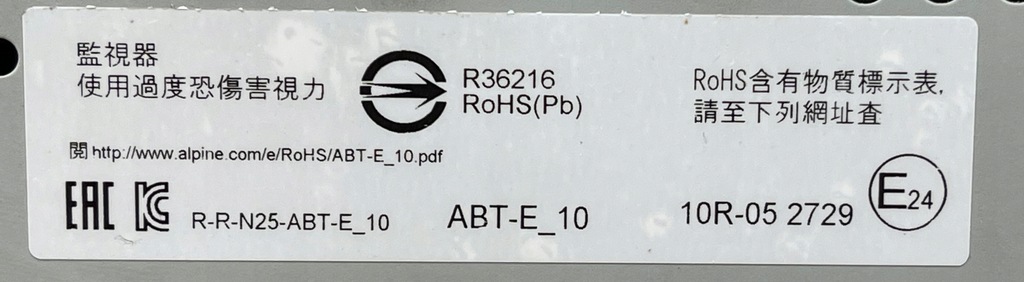 監視器
使用過度恐傷害視力
R36216
RoHS(Pb)
RoHS含有物質標示表,
請至下列網址查
閱 http://www.alpine.com/e/RoHS/ABT-E_10.pdf
EAC KC R-R-N25-ABT-E_10 ABT-E_10 10R-05 2729 E24